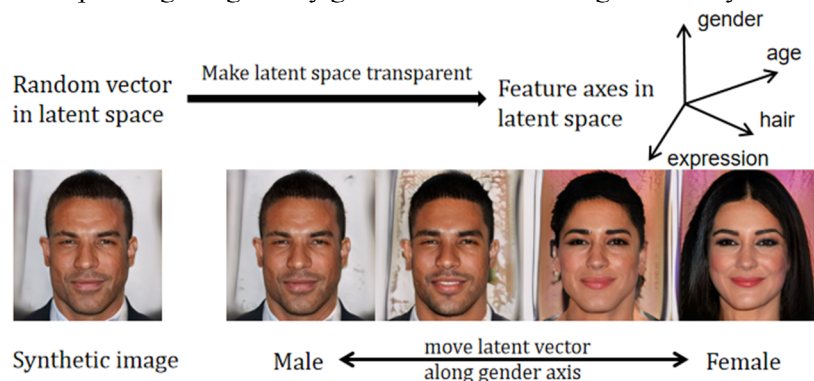 gender
age
Make latent space transparent
Random vector
in latent space
Feature axes in
latent space
hair
expression
Synthetic image
Male
move latent vector
along gender axis
Female